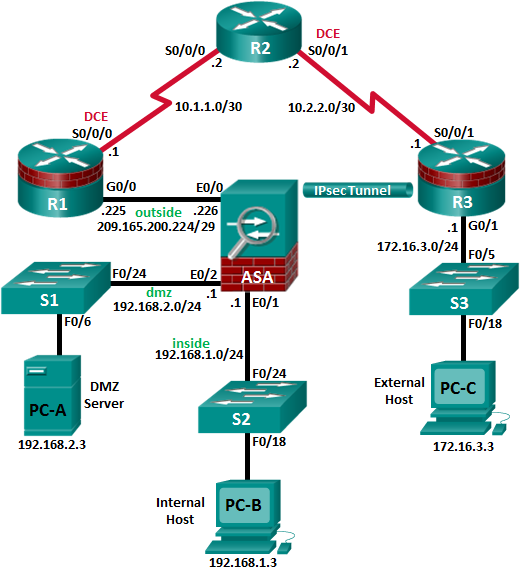 DCE
S0/0/0
R2
S0/0/1
.2
.2
10.1.1.0/30
10.2.2.0/30
DCE
S0/0/0
.1
S0/0/1
.1
R1
G0/0
E0/0
.225
outside
.226
209.165.200.224/29
IPsecTunnel
R3
.1
G0/1
172.16.3.0/24
F0/5
ASA
S1
F0/24
E0/2
dmz
.1
192.168.2.0/24
.1
E0/1
S3
F0/6
F0/18
inside
192.168.1.0/24
F0/24
PC-A
DMZ
Server
192.168.2.3
External
Host
PC-C
172.16.3.3
S2
F0/18
Internal
Host
PC-B
192.168.1.3